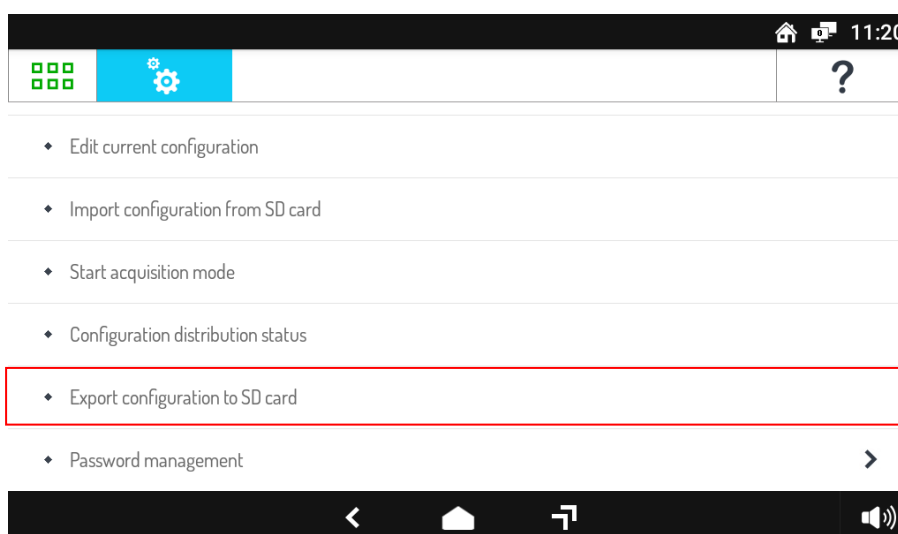 11:20
?
Edit current configuration
Import configuration from SD card
Start acquisition mode
Configuration distribution status
Export configuration to SD card
Password management